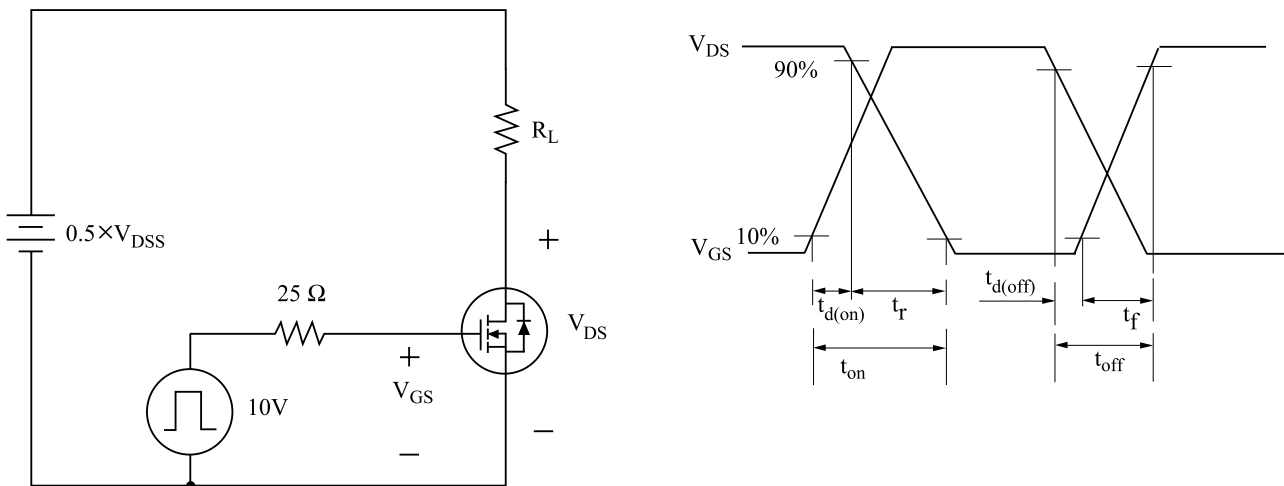 R_L
0.5×V_DSS
25 Ω
+
V_DS
+
V_GS
10V
−
−
V_DS
90%
V_GS
10%
t_d(on)
t_r
t_on
t_d(off)
t_f
t_off